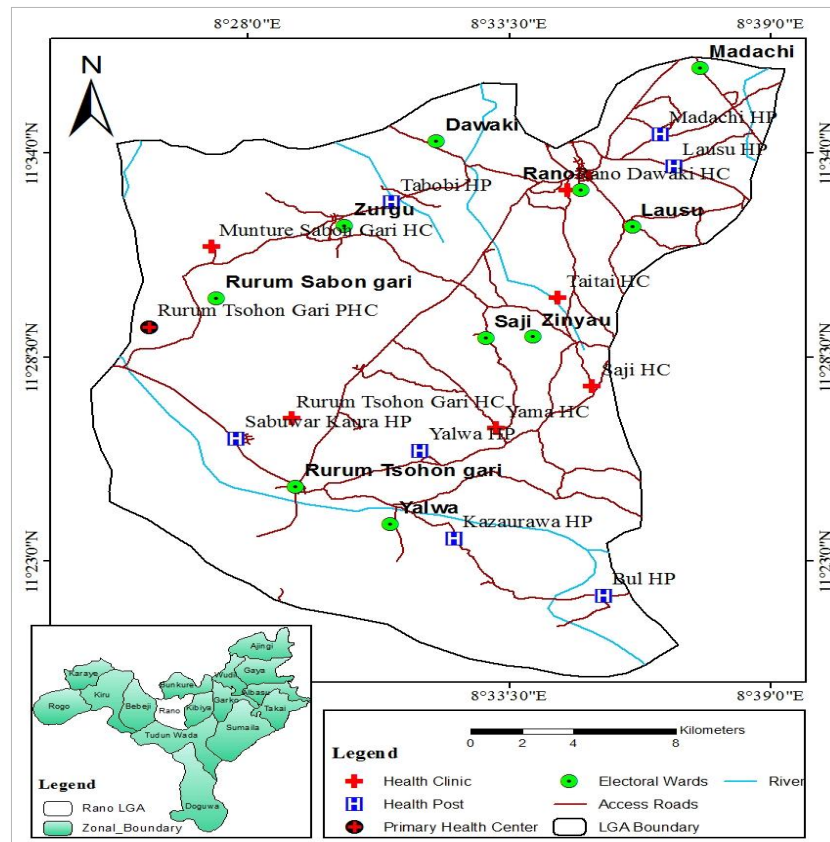 8°28'0"E 8°33'30"E 8°39'0"E
N
Madachi
Madachi HP
Dawaki
Lausu HP
11°34'0"N 11°34'0"N
Rano Rano Dawaki HC
Tabobi HP
Zurgu
Lausu
Munture Sabon Gari HC
Rurum Sabon gari
Taitai HC
Rurum Tsohon Gari PHC
Saji Zinyau
11°28'30"N 11°28'30"N
Saji HC
Rurum Tsohon Gari HC
Yama HC
Sabuwar Kaura HP
Yalwa HP
Rurum Tsohon gari
Yalwa
Kazaurawa HP
11°23'0"N 11°23'0"N
Bul HP
8°33'30"E 8°39'0"E
Ajingi
Wudil
Gaya
Karaye
Bunkure
Kiru
Albasu
Rogo
Bebeji
Rano
Kibiya
Garko
Takai
Sumaila
Tudun Wada
Doguwa
Legend
Rano LGA
Zonal_Boundary
0 2 4 8 Kilometers
Legend
Health Clinic Electoral Wards River
Health Post Access Roads
Primary Health Center LGA Boundary